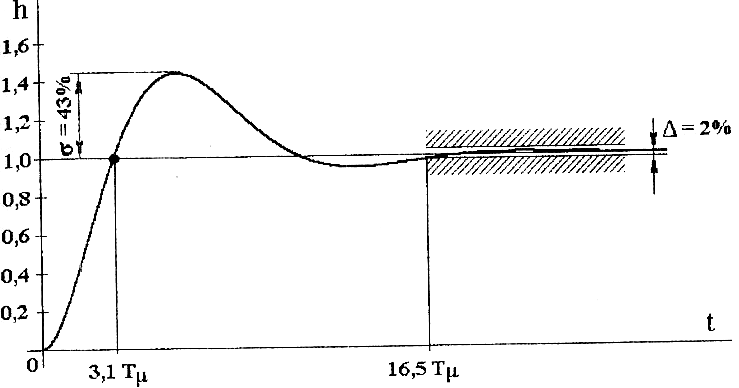 h
1,6
1,4
1,2
1,0
0,8
0,6
0,4
0,2
0
σ = 43%
Δ = 2%
3,1 Tμ
16,5 Tμ
t